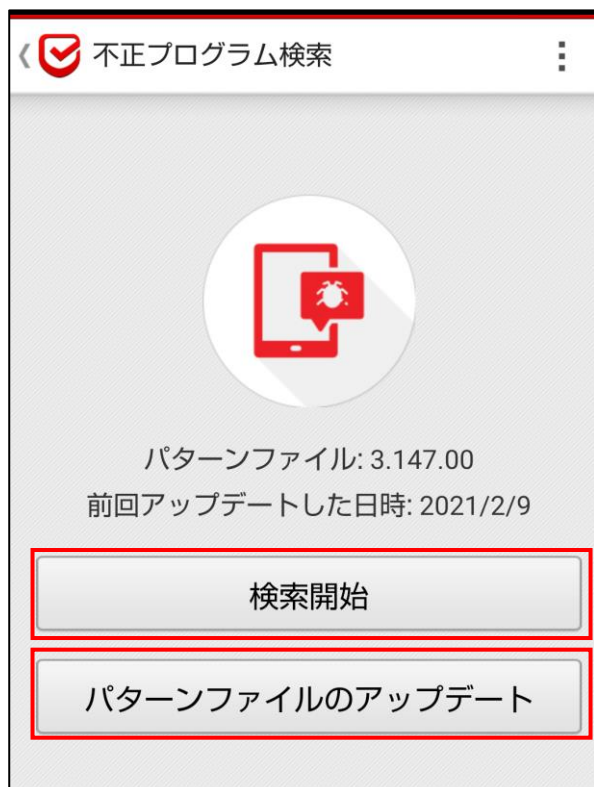 不正プログラム検索
パターンファイル: 3.147.00
前回アップデートした日時: 2021/2/9
検索開始
パターンファイルのアップデート